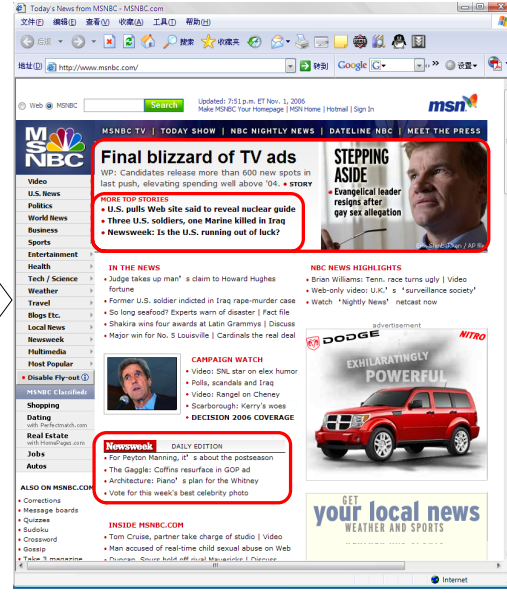 Today's News from MSNBC - MSNBC.com
文件(F) 编辑(E) 查看(V) 收藏(A) 工具(T) 帮助(H)
后退 搜索 收藏夹
地址(D) http://www.msnbc.com/ 转到 Google G 设置
Web MSNBC Search
Updated: 7:51 p.m. ET Nov. 1, 2006
Make MSNBC Your Homepage | MSN Home | Hotmail | Sign In
msn
MSNBC TV | TODAY SHOW | NBC NIGHTLY NEWS | DATELINE NBC | MEET THE PRESS
MSNBC
Final blizzard of TV ads
WP: Candidates release more than 600 new spots in
last push, elevating spending well above '04. • STORY
MORE TOP STORIES
• U.S. pulls Web site said to reveal nuclear guide
• Three U.S. soldiers, one Marine killed in Iraq
• Newsweek: Is the U.S. running out of luck?
STEPPING
ASIDE
• Evangelical leader
resigns after
gay sex allegation
/ AP file
Video
U.S. News
Politics
World News
Business
Sports
Entertainment
Health
Tech / Science
Weather
Travel
Blogs Etc.
Local News
Newsweek
Multimedia
Most Popular
• Disable Fly-out
MSNBC Classifieds
Shopping
Dating
with Perfectmatch.com
Real Estate
with HomePages.com
Jobs
Autos
ALSO ON MSNBC.COM
• Corrections
• Message boards
• Quizzes
• Sudoku
• Crossword
• Gossip
• Take 3 magazine
IN THE NEWS
• Judge takes up man's claim to Howard Hughes
fortune
• Former U.S. soldier indicted in Iraq rape-murder case
• So long seafood? Experts warn of disaster | Fact file
• Shakira wins four awards at Latin Grammys | Discuss
• Major win for No. 5 Louisville | Cardinals the real deal
NBC NEWS HIGHLIGHTS
• Brian Williams: Tenn. race turns ugly | Video
• Web-only video: U.K.'s 'surveillance society'
• Watch 'Nightly News' netcast now
CAMPAIGN WATCH
• Video: SNL star on elex humor
• Polls, scandals and Iraq
• Video: Rangel on Cheney
• Scarborough: Kerry's woes
• DECISION 2006 COVERAGE
advertisement
DODGE NITRO
EXHILARATINGLY
POWERFUL
Newsweek DAILY EDITION
• For Peyton Manning, it's about the postseason
• The Gaggle: Coffins resurface in GOP ad
• Architecture: Piano's plan for the Whitney
• Vote for this week's best celebrity photo
INSIDE MSNBC.COM
• Tom Cruise, partner take charge of studio | Video
• Man accused of real-time child sexual abuse on Web
• Duncan, Spurs hold off rival Mavericks | Discuss
GET
your local news
WEATHER AND SPORTS
Internet